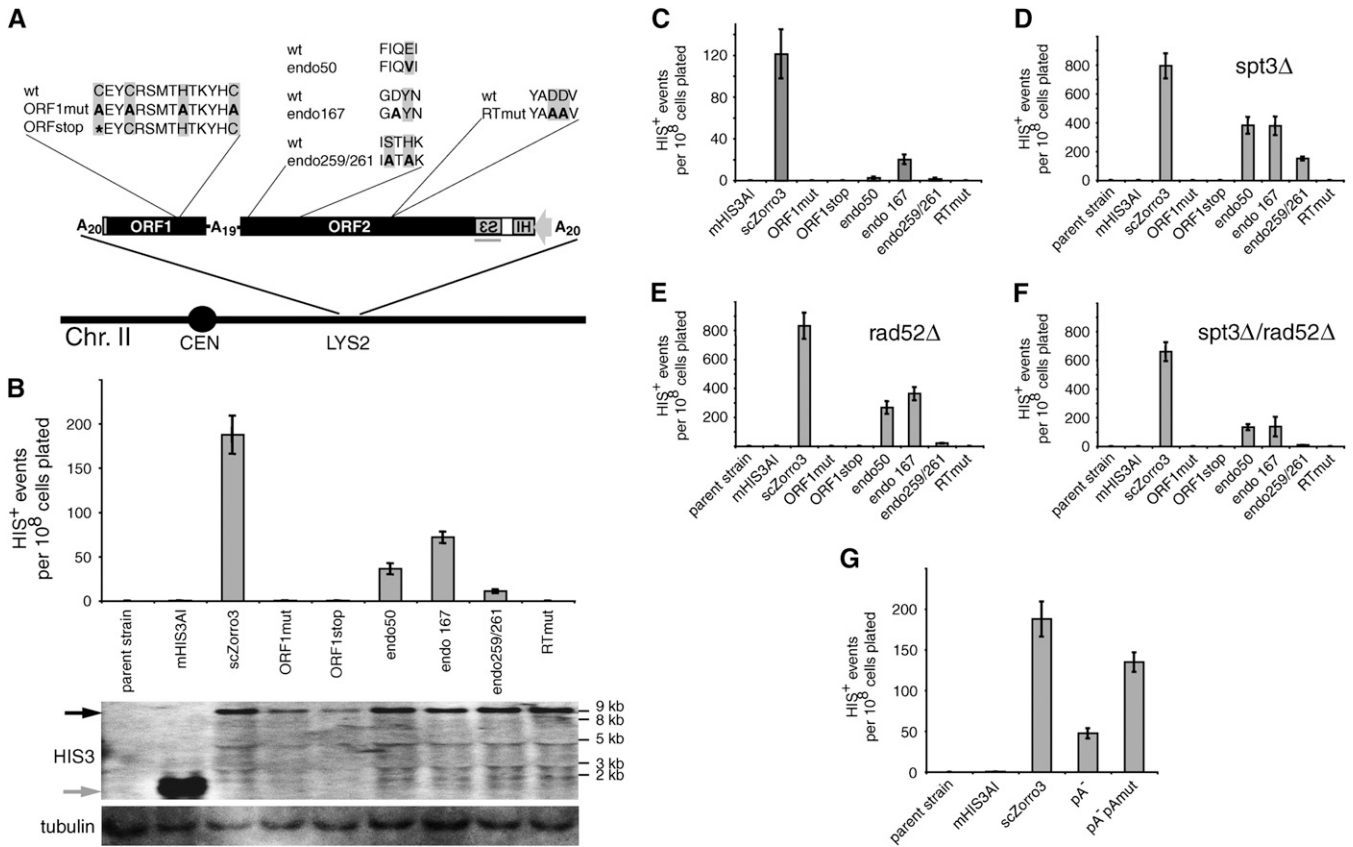 A
wt
CEYCRSMTHTKYHC
ORF1mut
AEYARSMTATKYHA
ORFstop
*EYCRSMTHTKYHC
wt
FIQEI
endo50
FIQVI
wt
GDYN
endo167
GAYN
wt
ISTHK
endo259/261
IATAK
wt
YADDV
RTmut
YAAAV
A20
ORF1
A19
ORF2
S3
HI
A20
Chr. II
CEN
LYS2
B
HIS+ events
per 10^8 cells plated
200
150
100
50
0
parent strain
mHIS3AI
scZorro3
ORF1mut
ORF1stop
endo50
endo 167
endo259/261
RTmut
HIS3
9 kb
8 kb
5 kb
3 kb
2 kb
tubulin
C
HIS+ events
per 10^8 cells plated
120
80
40
0
mHIS3AI
scZorro3
ORF1mut
ORF1stop
endo50
endo 167
endo259/261
RTmut
D
spt3Δ
HIS+ events
per 10^8 cells plated
800
600
400
200
0
parent strain
mHIS3AI
scZorro3
ORF1mut
ORF1stop
endo50
endo167
endo259/261
RTmut
E
rad52Δ
HIS+ events
per 10^8 cells plated
800
600
400
200
0
parent strain
mHIS3AI
scZorro3
ORF1mut
ORF1stop
endo50
endo 167
endo259/261
RTmut
F
spt3Δ/rad52Δ
HIS+ events
per 10^8 cells plated
800
600
400
200
0
parent strain
mHIS3AI
scZorro3
ORF1mut
ORF1stop
endo50
endo 167
endo259/261
RTmut
G
HIS+ events
per 10^8 cells plated
200
150
100
50
0
parent strain
mHIS3AI
scZorro3
pA-
pA-pAmut